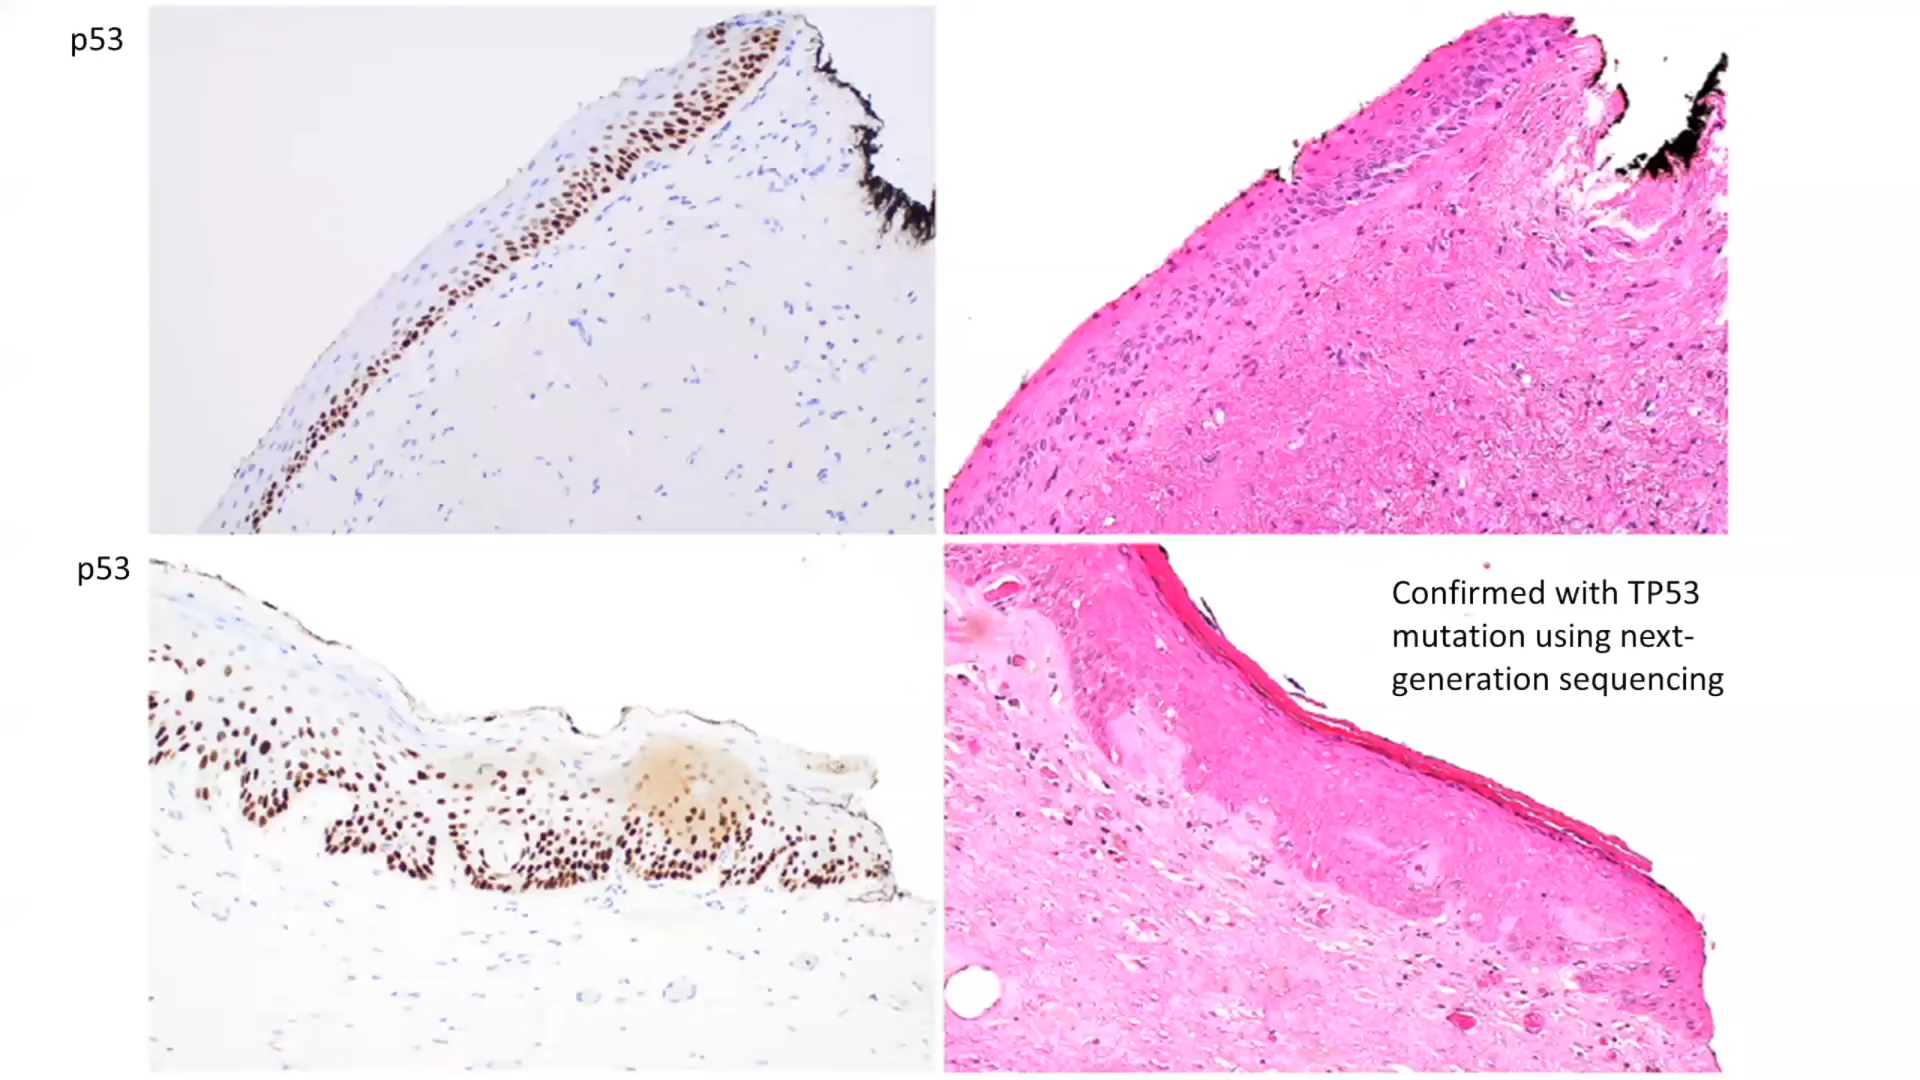 p53
p53
Confirmed with TP53
mutation using next-
generation sequencing